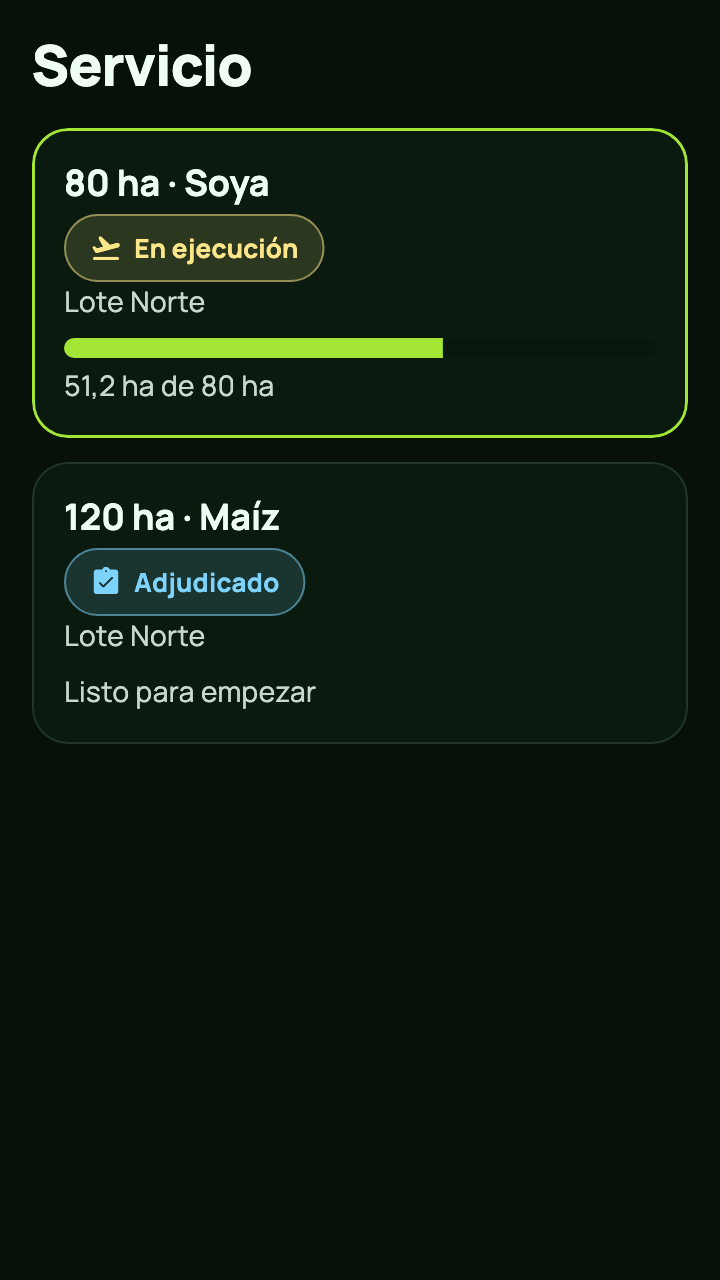 Servicio
80 ha · Soya
En ejecución
Lote Norte
51,2 ha de 80 ha
120 ha · Maíz
Adjudicado
Lote Norte
Listo para empezar